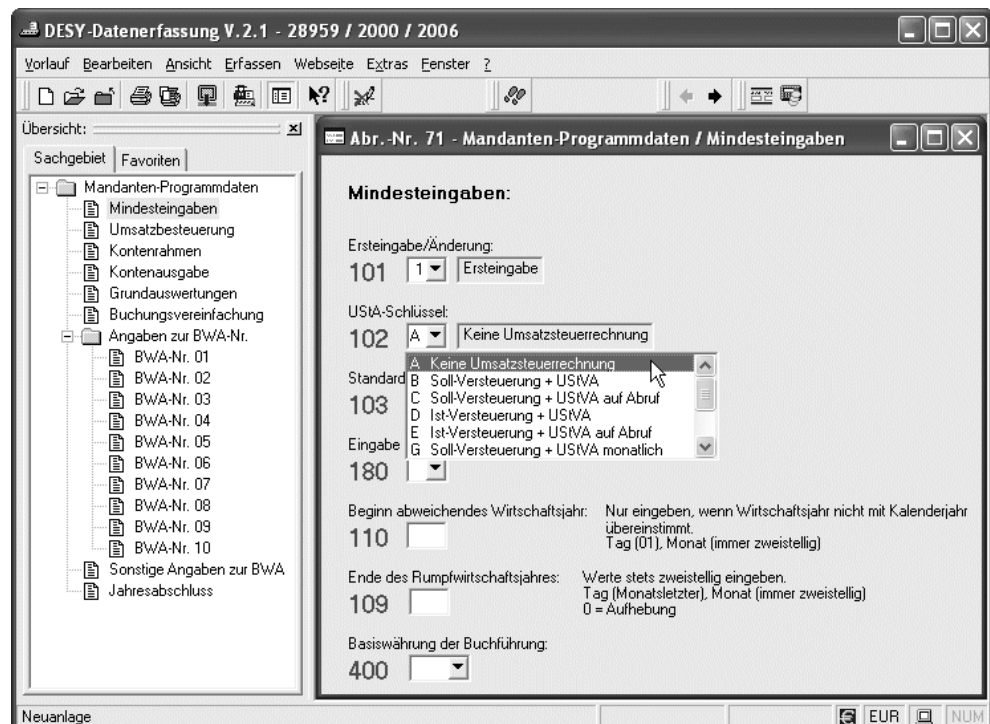 DESY-Datenerfassung V.2.1 - 28959 / 2000 / 2006
Vorlauf Bearbeiten Ansicht Erfassen Webseite Extras Fenster ?
Übersicht:
Sachgebiet Favoriten
Mandanten-Programmdaten
Mindesteingaben
Umsatzbesteuerung
Kontenrahmen
Kontenausgabe
Grundauswertungen
Buchungsvereinfachung
Angaben zur BWA-Nr.
BWA-Nr. 01
BWA-Nr. 02
BWA-Nr. 03
BWA-Nr. 04
BWA-Nr. 05
BWA-Nr. 06
BWA-Nr. 07
BWA-Nr. 08
BWA-Nr. 09
BWA-Nr. 10
Sonstige Angaben zur BWA
Jahresabschluss
Abr.-Nr. 71 - Mandanten-Programmdaten / Mindesteingaben
Mindesteingaben:
Ersteingabe/Änderung:
101 1 Ersteingabe
UStA-Schlüssel:
102 A Keine Umsatzsteuerrechnung
A Keine Umsatzsteuerrechnung
B Soll-Versteuerung + UStVA
C Soll-Versteuerung + UStVA auf Abruf
D Ist-Versteuerung + UStVA
E Ist-Versteuerung + UStVA auf Abruf
G Soll-Versteuerung + UStVA monatlich
Standard
103
Eingabe
180
Beginn abweichendes Wirtschaftsjahr: Nur eingeben, wenn Wirtschaftsjahr nicht mit Kalenderjahr
übereinstimmt.
110 Tag (01), Monat (immer zweistellig)
Ende des Rumpfwirtschaftsjahres: Werte stets zweistellig eingeben.
Tag (Monatsletzter), Monat (immer zweistellig)
109 0 = Aufhebung
Basiswährung der Buchführung:
400
Neuanlage EUR NUM